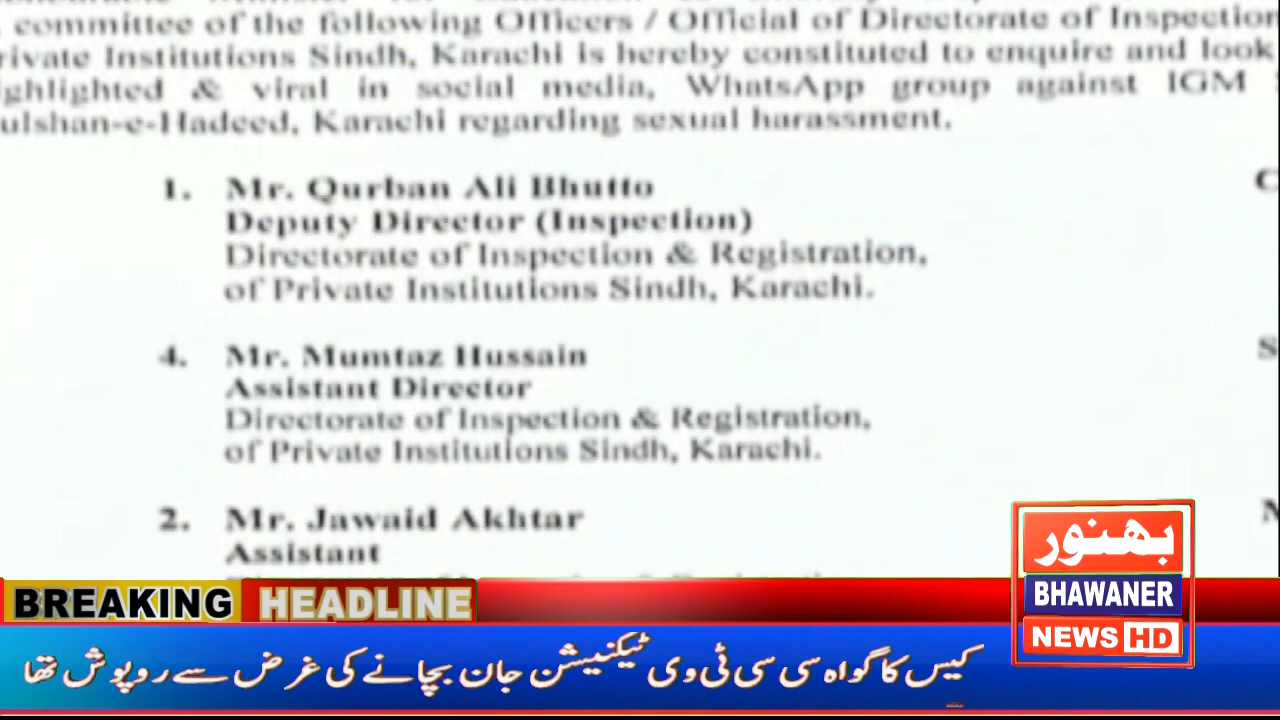 committee of the following Officers / Official of Directorate of Inspection
rivate Institutions Sindh, Karachi is hereby constituted to enquire and look
ghlighted & viral in social media, WhatsApp group against IGM
ulshan-e-Hadeed, Karachi regarding sexual harassment.
1. Mr. Qurban Ali Bhutto
Deputy Director (Inspection)
Directorate of Inspection & Registration,
of Private Institutions Sindh, Karachi.
4. Mr. Mumtaz Hussain
Assistant Director
Directorate of Inspection & Registration,
of Private Institutions Sindh, Karachi.
2. Mr. Jawaid Akhtar
Assistant
بھنور
BHAWANER
NEWS HD
BREAKING HEADLINE
کیس کا گواہ سی سی ٹی وی ٹیکنیشن جان بچانے کی غرض سے روپوش تھا